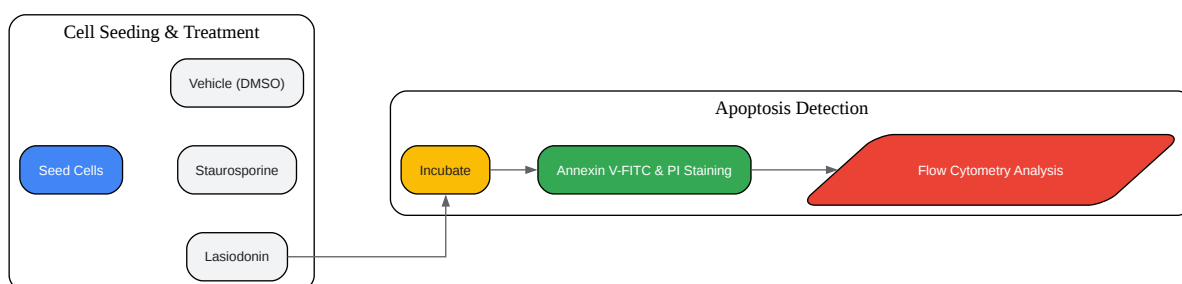 Cell Seeding & Treatment
Vehicle (DMSO)
Seed Cells
Staurosporine
Lasiodonin
Apoptosis Detection
Incubate
Annexin V-FITC & PI Staining
Flow Cytometry Analysis